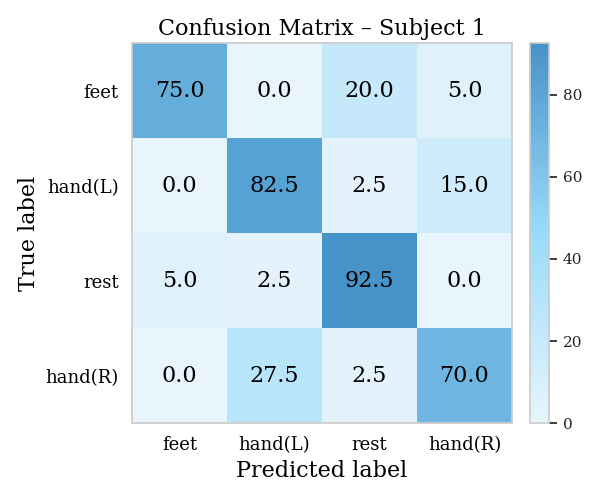 Confusion Matrix – Subject 1
feet 75.0 0.0 20.0 5.0
hand(L) 0.0 82.5 2.5 15.0
rest 5.0 2.5 92.5 0.0
hand(R) 0.0 27.5 2.5 70.0
feet hand(L) rest hand(R)
Predicted label
True label
80
60
40
20
0